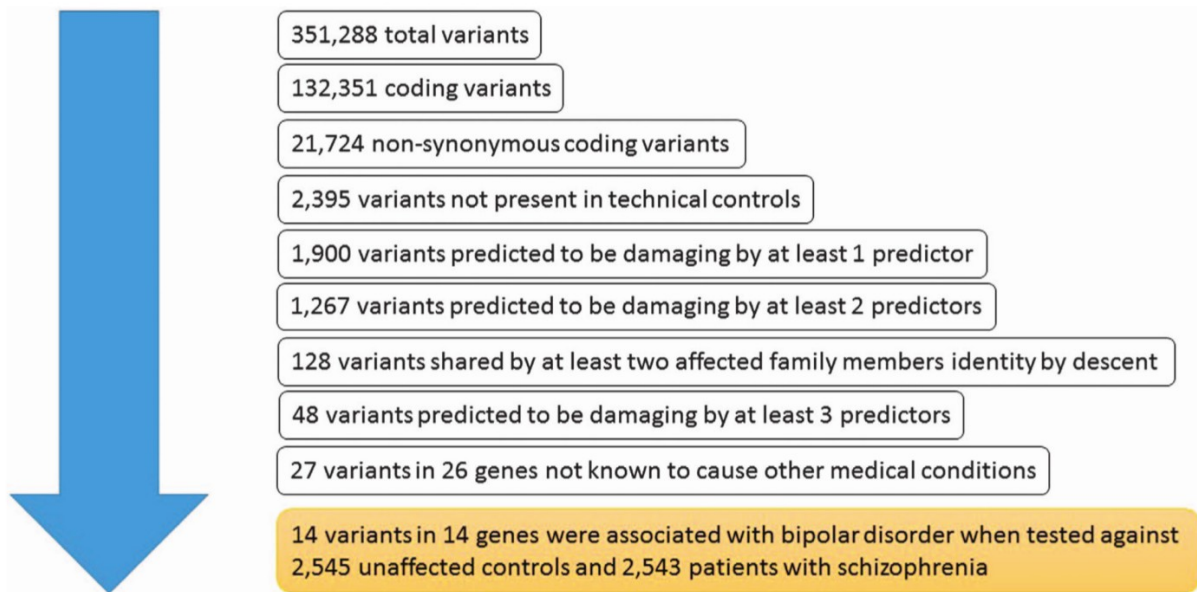 351,288 total variants
132,351 coding variants
21,724 non-synonymous coding variants
2,395 variants not present in technical controls
1,900 variants predicted to be damaging by at least 1 predictor
1,267 variants predicted to be damaging by at least 2 predictors
128 variants shared by at least two affected family members identity by descent
48 variants predicted to be damaging by at least 3 predictors
27 variants in 26 genes not known to cause other medical conditions
14 variants in 14 genes were associated with bipolar disorder when tested against
2,545 unaffected controls and 2,543 patients with schizophrenia